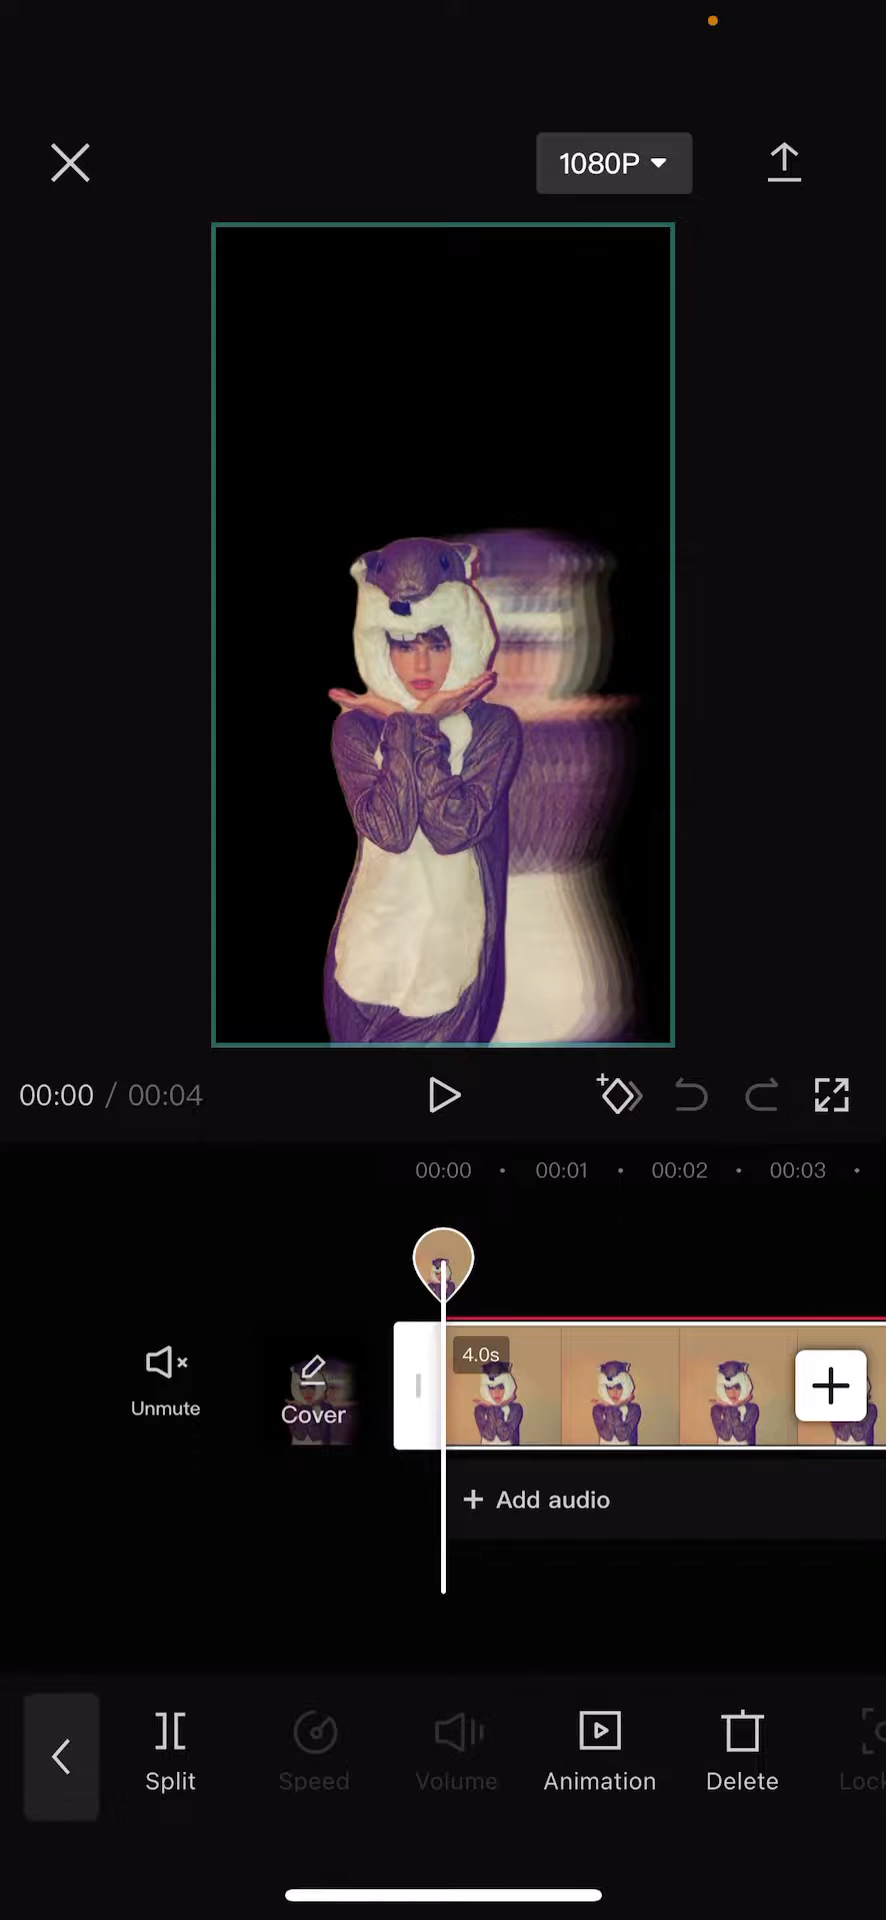 1080P
00:00 / 00:04
00:00 00:01 00:02 00:03
4.0s
Unmute
Cover
+ Add audio
Split
Speed
Volume
Animation
Delete